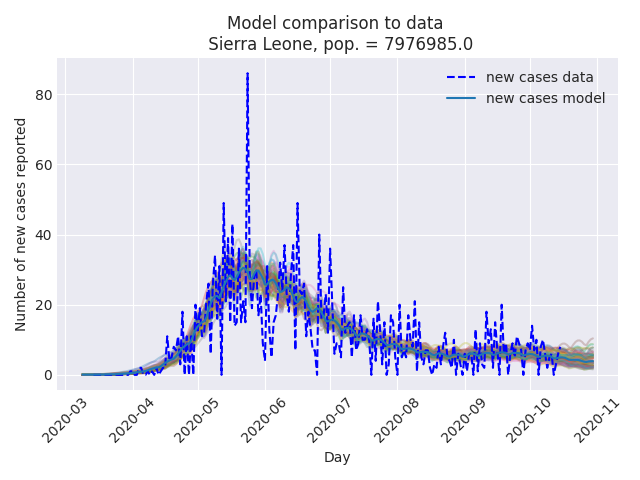 Model comparison to data
Sierra Leone, pop. = 7976985.0
new cases data
new cases model
Number of new cases reported
80
60
40
20
0
2020-03
2020-04
2020-05
2020-06
2020-07
2020-08
2020-09
2020-10
2020-11
Day